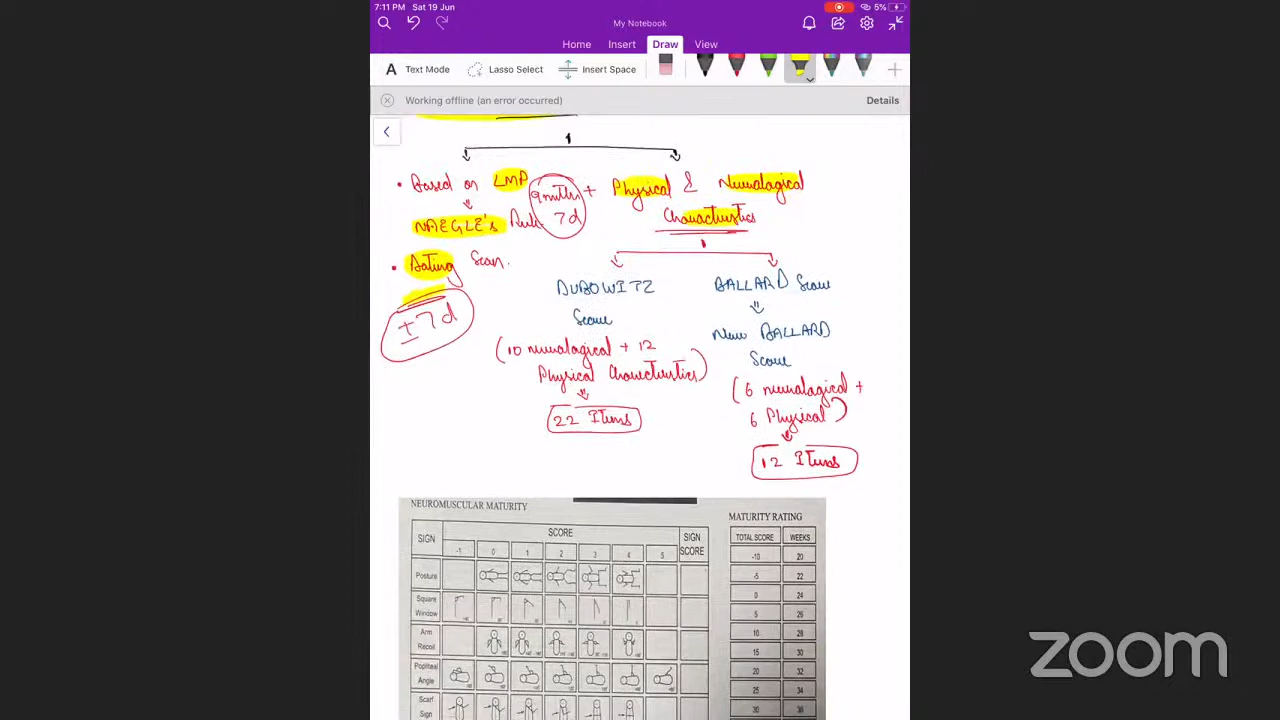 7:11 PM Sat 19 Jun
5%
My Notebook
Home Insert Draw View
A Text Mode Lasso Select Insert Space
Working offline (an error occurred) Details
• Based on LMP
NAEGLE's Rule
9mnths + 7d
• Dating Scan.
±7d
Physical & Neurological
Characteristics
DUBOWITZ
Score
(10 neurological + 12
Physical Characteristics)
22 Items
BALLARD Score
New BALLARD
Score
(6 neurological +
6 Physical)
12 Items
NEUROMUSCULAR MATURITY
SIGN SCORE SIGN SCORE
-1 0 1 2 3 4 5
Posture
Square Window
Arm Recoil
Popliteal Angle
Scarf Sign
MATURITY RATING
TOTAL SCORE WEEKS
-10 20
-5 22
0 24
5 26
10 28
15 30
20 32
25 34
30 36
zoom